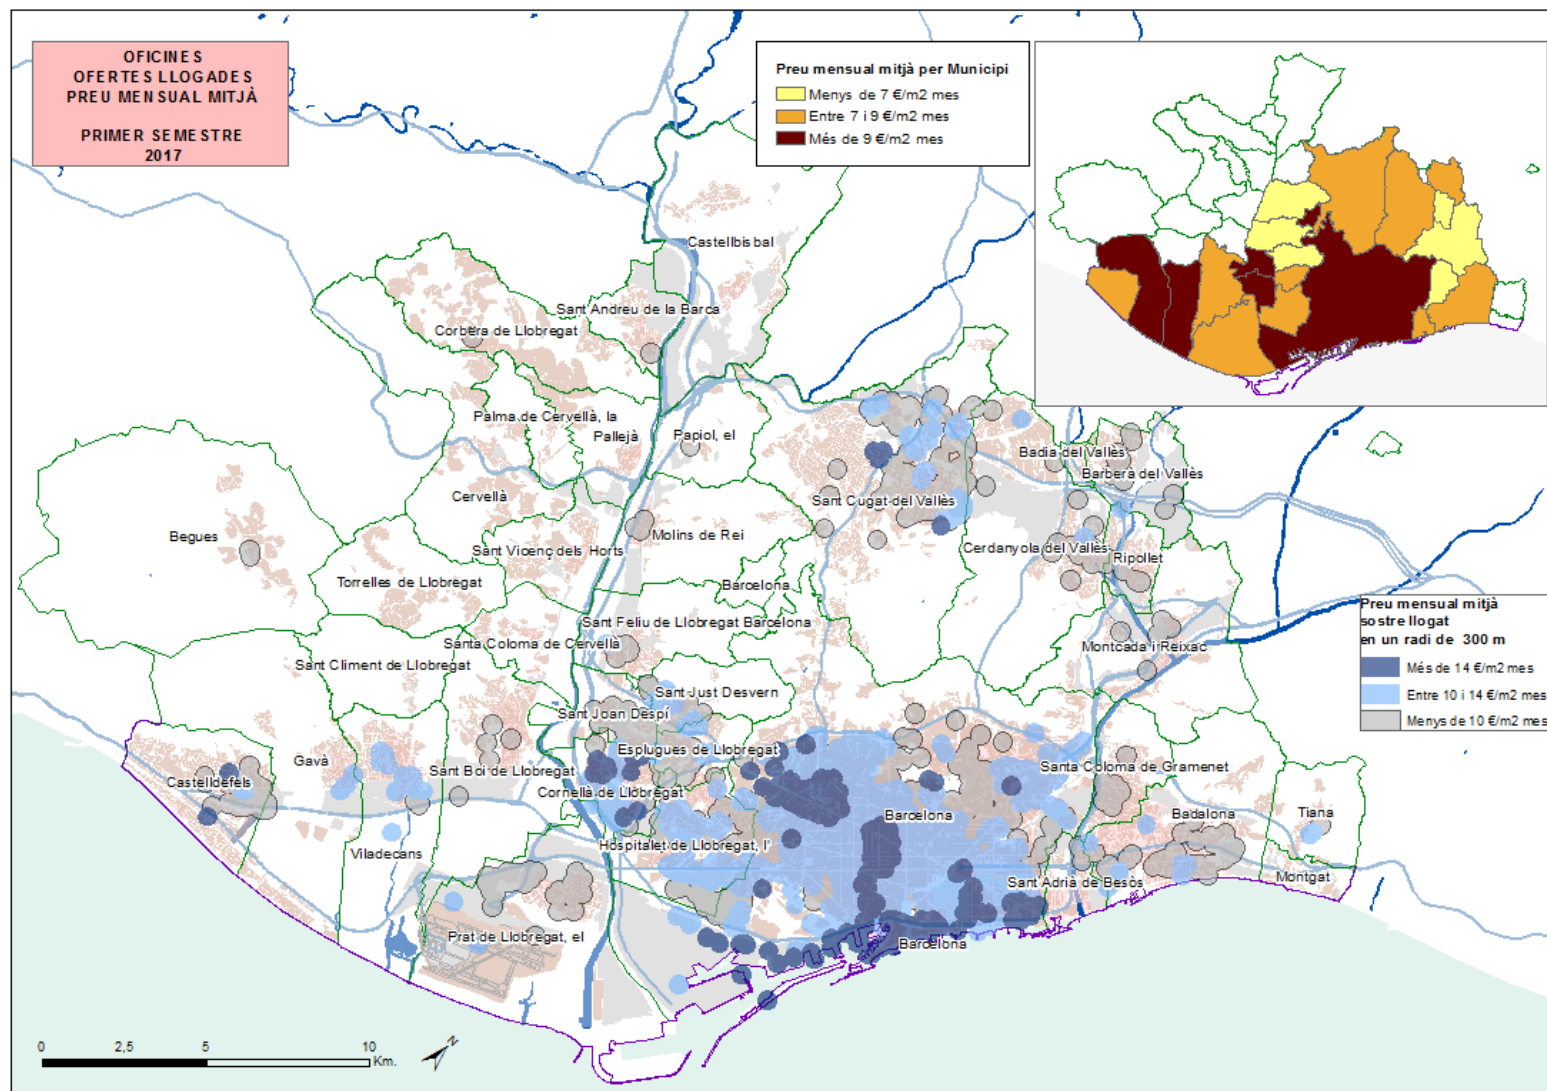 OFICINES
OFERTES LLOGADES
PREU MENSUAL MITJÀ
PRIMER SEMESTRE
2017
Preu mensual mitjà per Municipi
Menys de 7 €/m2 mes
Entre 7 i 9 €/m2 mes
Més de 9 €/m2 mes
Castellbisbal
Sant Andreu de la Barca
Corbera de Llobregat
Palma de Cervellà, la
Pallejà
Papiol, el
Badia del Vallès
Barberà del Vallès
Cervellà
Sant Cugat del Vallès
Begues
Molins de Rei
Sant Vicenç dels Horts
Cerdanyola del Vallès
Ripollet
Torrelles de Llobregat
Barcelona
Sant Feliu de Llobregat
Barcelona
Santa Coloma de Cervellà
Montcada i Reixac
Sant Climent de Llobregat
Sant Just Desvern
Sant Joan Despí
Esplugues de Llobregat
Gavà
Sant Boi de Llobregat
Santa Coloma de Gramenet
Castelldefels
Cornellà de Llobregat
Barcelona
Badalona
Tiana
Viladecans
Hospitalet de Llobregat, l'
Sant Adrià de Besòs
Montgat
Prat de Llobregat, el
Barcelona
Preu mensual mitjà
sostre llogat
en un radi de 300 m
Més de 14 €/m2 mes
Entre 10 i 14 €/m2 mes
Menys de 10 €/m2 mes
0 2,5 5 10
Km.
N